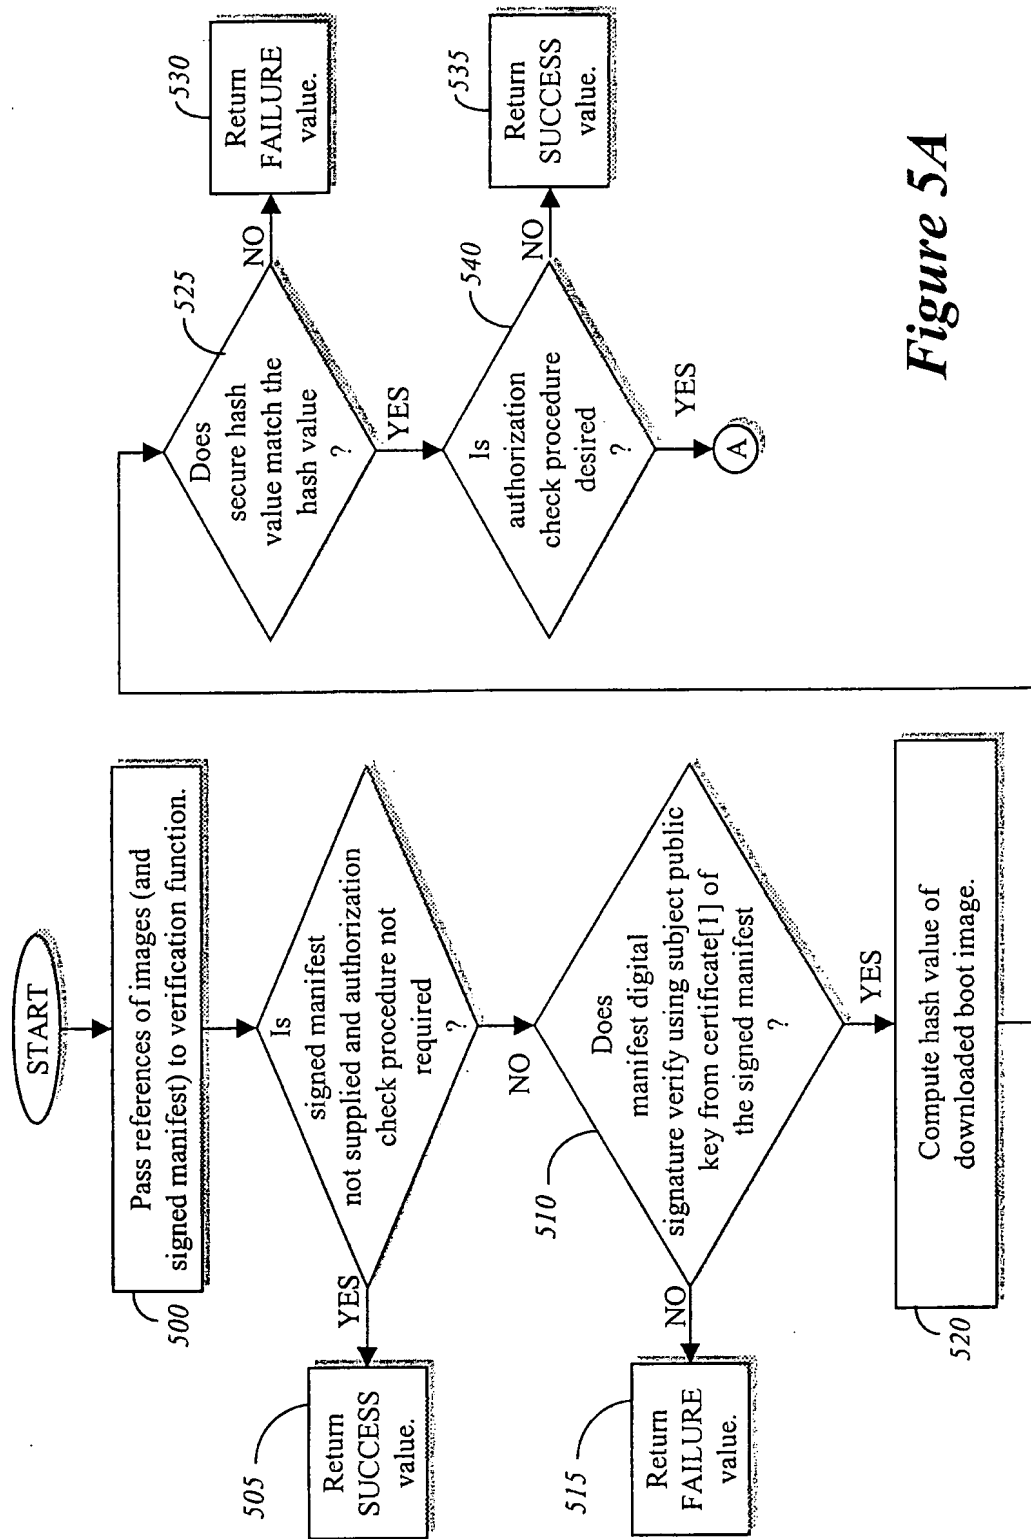 START
Pass references of images (and
signed manifest) to verification function.
500
Is
signed manifest
not supplied and authorization
check procedure not
required
?
YES
505
Return
SUCCESS
value.
NO
Does
manifest digital
signature verify using subject public
key from certificate[1] of
the signed manifest
?
510
NO
515
Return
FAILURE
value.
YES
Compute hash value of
downloaded boot image.
520
Does
secure hash
value match the
hash value
?
525
NO
530
Return
FAILURE
value.
YES
Is
authorization
check procedure
desired
?
540
NO
535
Return
SUCCESS
value.
YES
A
Figure 5A